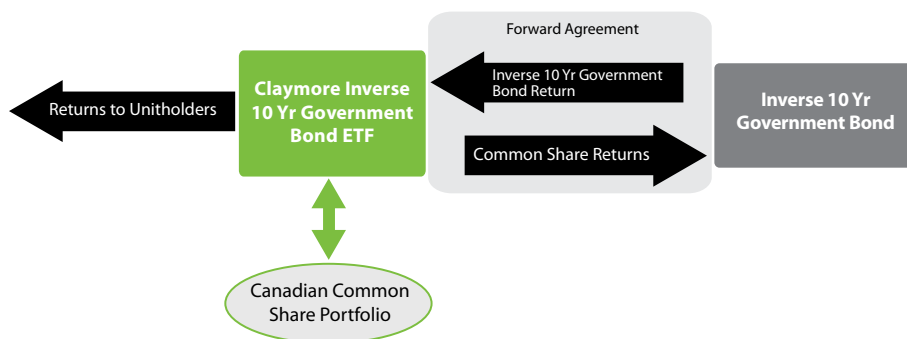 Forward Agreement
Returns to Unitholders
Claymore Inverse
10 Yr Government
Bond ETF
Inverse 10 Yr Government
Bond Return
Common Share Returns
Inverse 10 Yr
Government Bond
Canadian Common
Share Portfolio